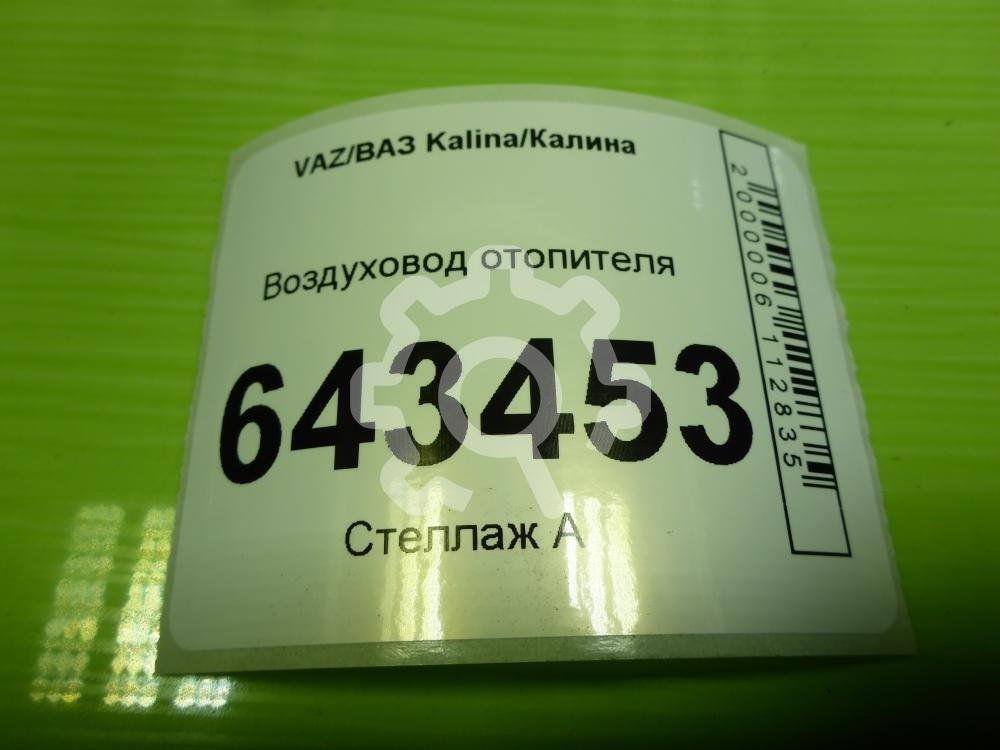 VAZ/ВАЗ Kalina/Калина
Воздуховод отопителя
643453
Стеллаж А
2000006112835